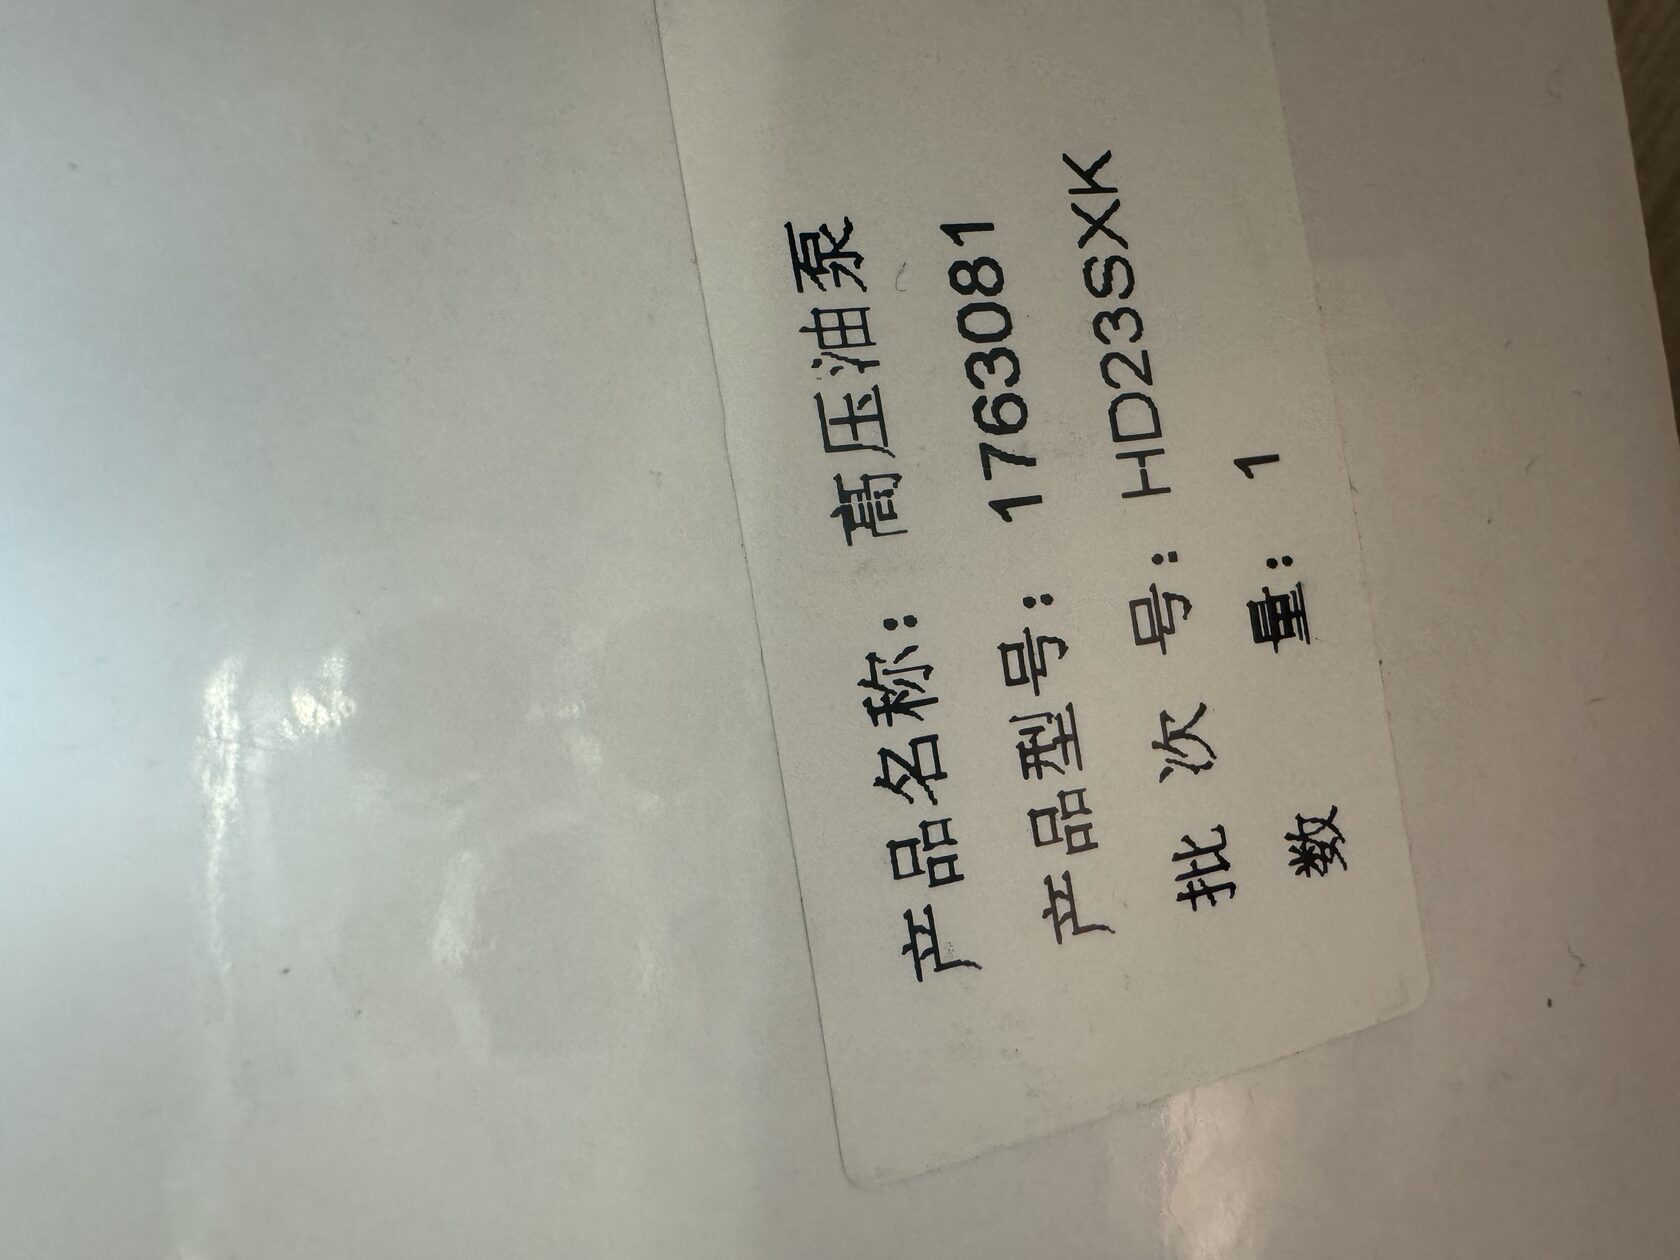 产品名称: 高压油泵
产品型号: 1763081
批次号: HD23SXK
数量: 1